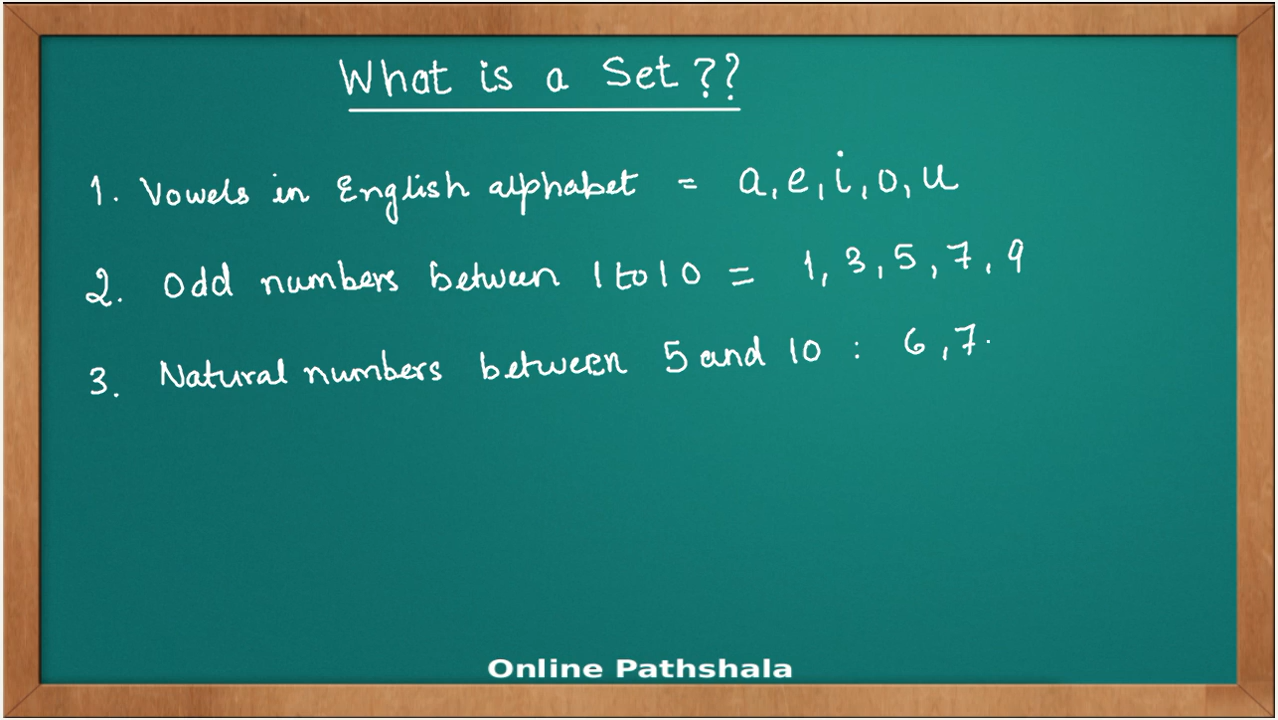 What is a Set ??
1. Vowels in English alphabet = a, e, i, o, u
2. Odd numbers between 1 to 10 = 1, 3, 5, 7, 9
3. Natural numbers between 5 and 10 : 6, 7.
Online Pathshala